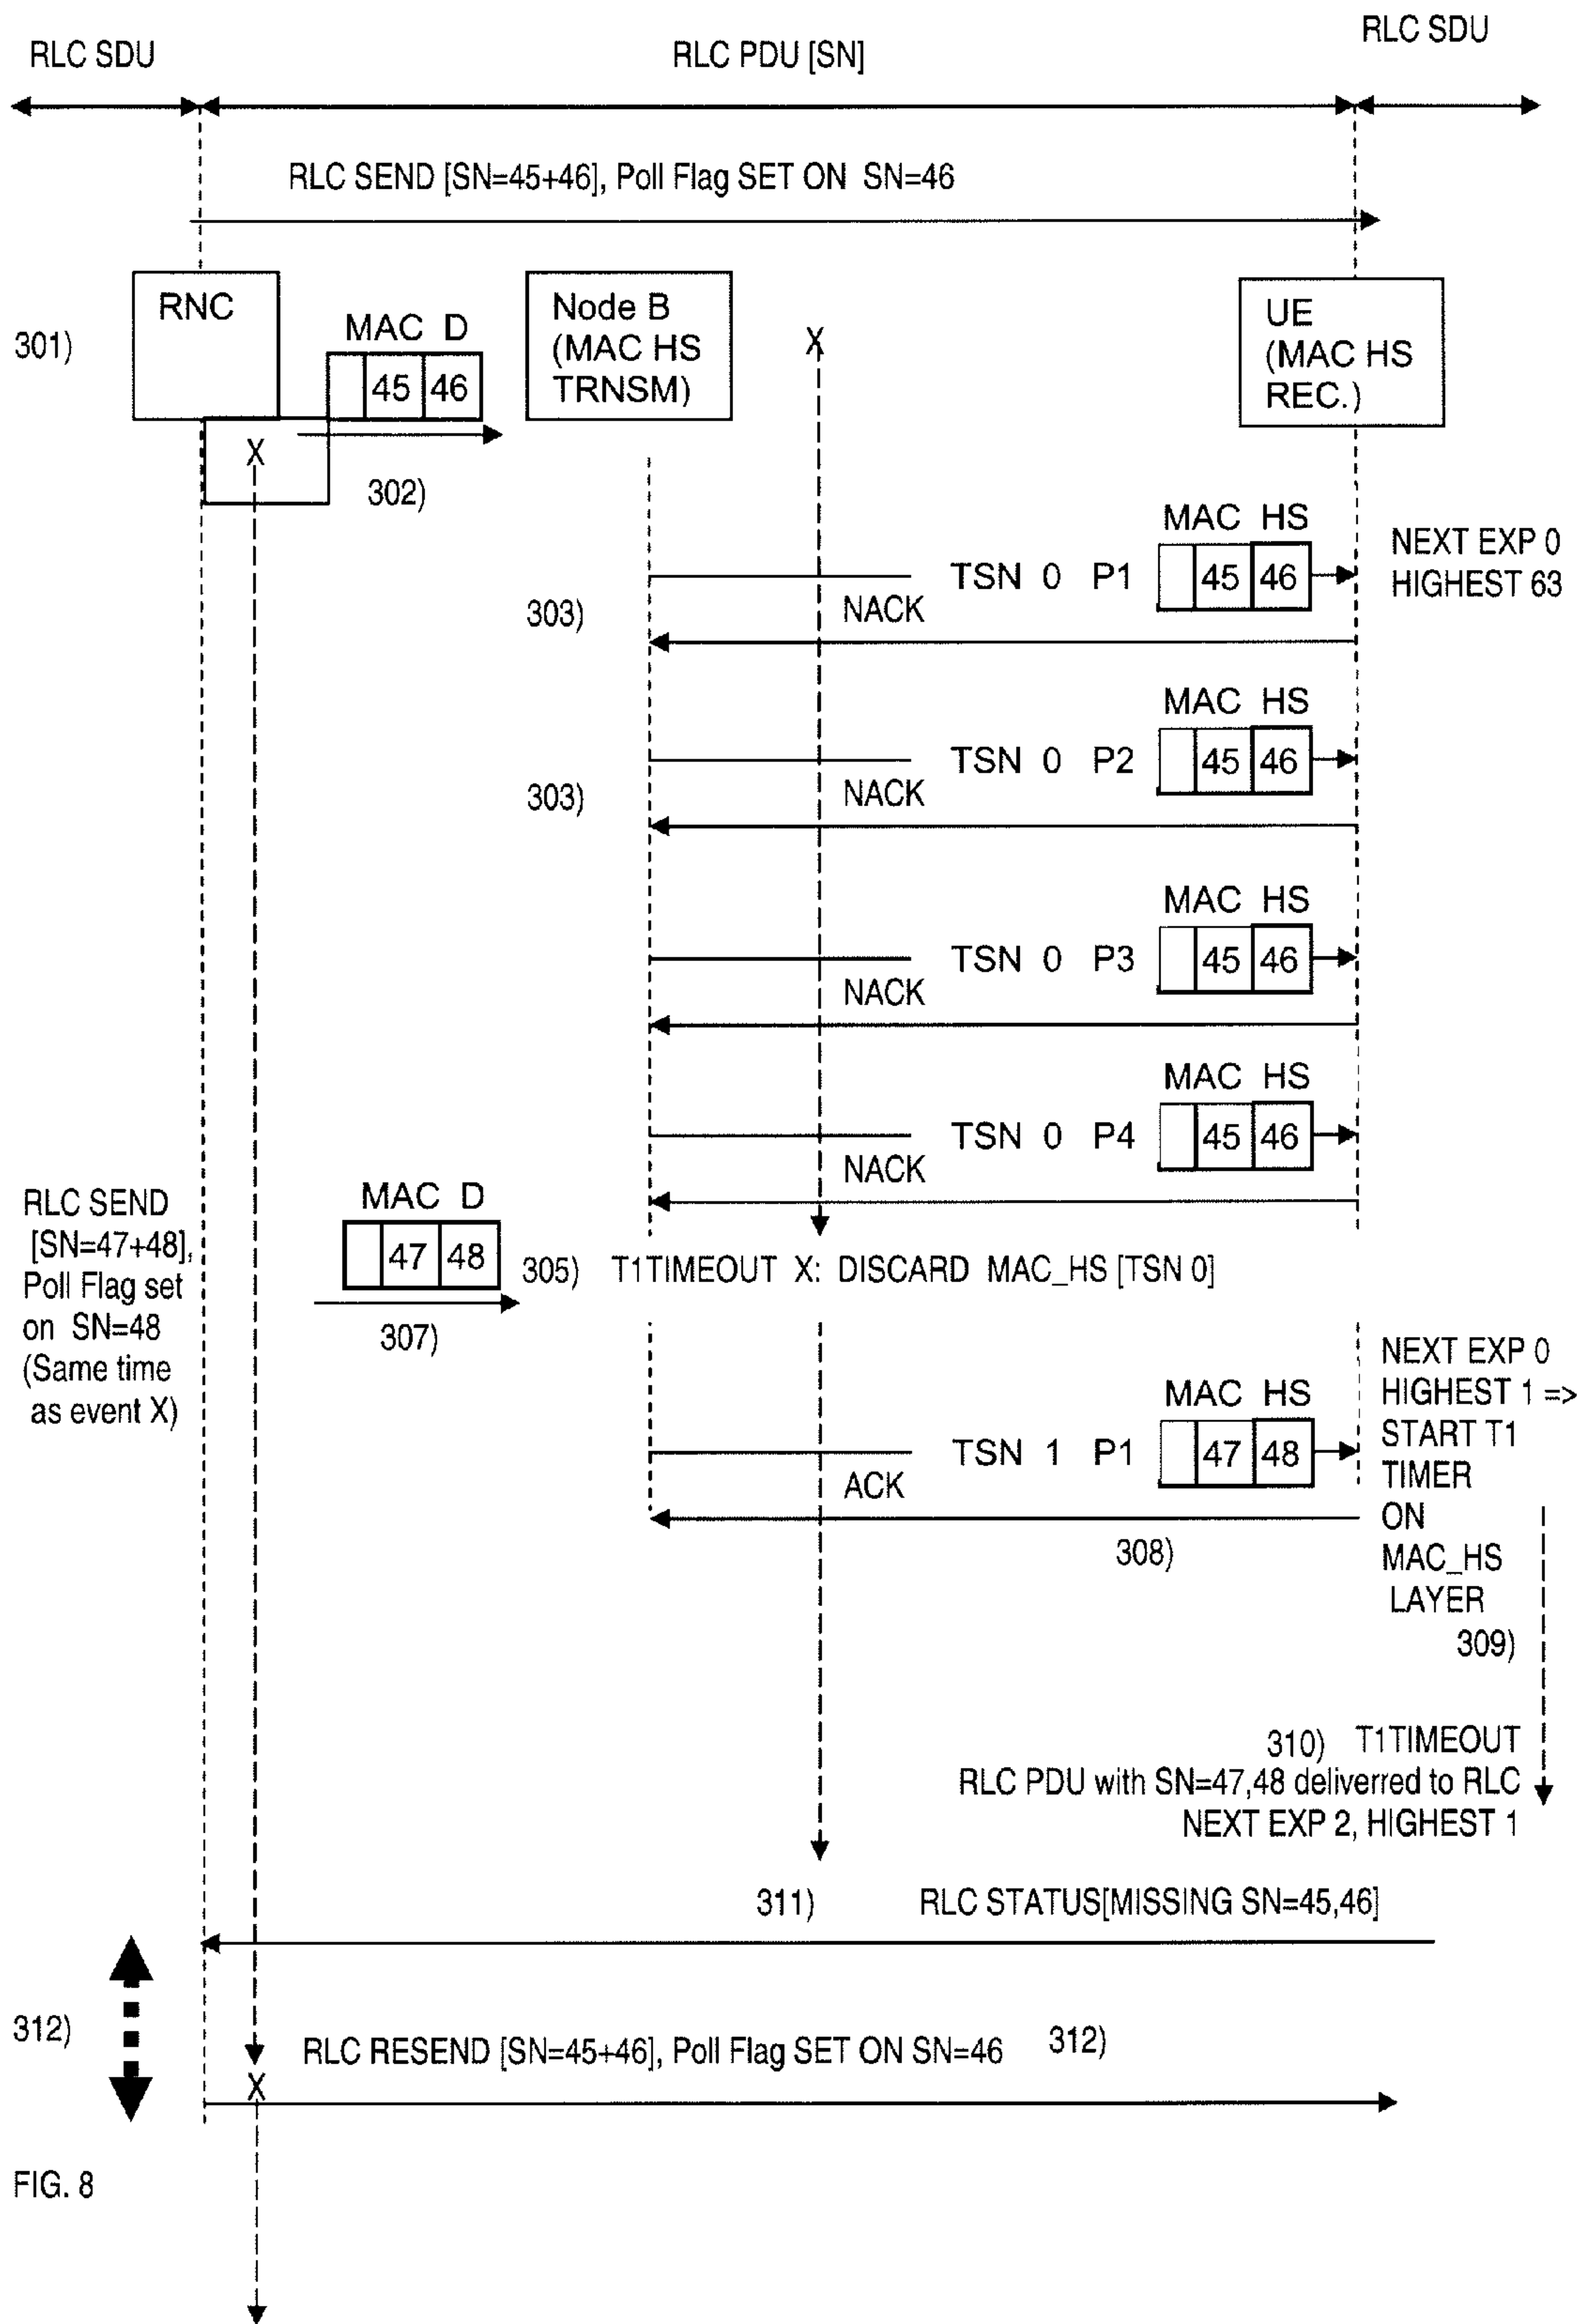 RLC SDU
RLC PDU [SN]
RLC SDU
RLC SEND [SN=45+46], Poll Flag SET ON SN=46
RNC
Node B
(MAC HS
TRNSM)
UE
(MAC HS
REC.)
301)
MAC D
45 46
X
X
302)
MAC HS
TSN 0 P1 45 46
NEXT EXP 0
HIGHEST 63
303)
NACK
MAC HS
TSN 0 P2 45 46
303)
NACK
MAC HS
TSN 0 P3 45 46
NACK
MAC HS
TSN 0 P4 45 46
NACK
RLC SEND
[SN=47+48],
Poll Flag set
on SN=48
(Same time
as event X)
MAC D
47 48
307)
305) T1TIMEOUT X: DISCARD MAC_HS [TSN 0]
MAC HS
TSN 1 P1 47 48
ACK
308)
NEXT EXP 0
HIGHEST 1 =>
START T1
TIMER
ON
MAC_HS
LAYER
309)
310) T1TIMEOUT
RLC PDU with SN=47,48 deliverred to RLC
NEXT EXP 2, HIGHEST 1
311) RLC STATUS[MISSING SN=45,46]
312)
RLC RESEND [SN=45+46], Poll Flag SET ON SN=46 312)
X
FIG. 8